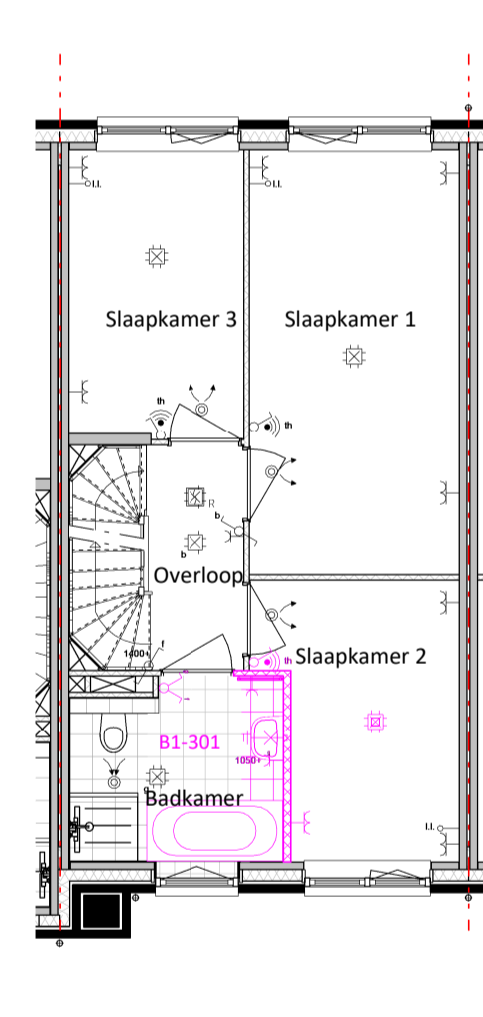 I.I.
I.I.
Slaapkamer 3
Slaapkamer 1
th
th
R
b
b
Overloop
f
1400+
th
Slaapkamer 2
B1-301
1050+
Badkamer
I.I.